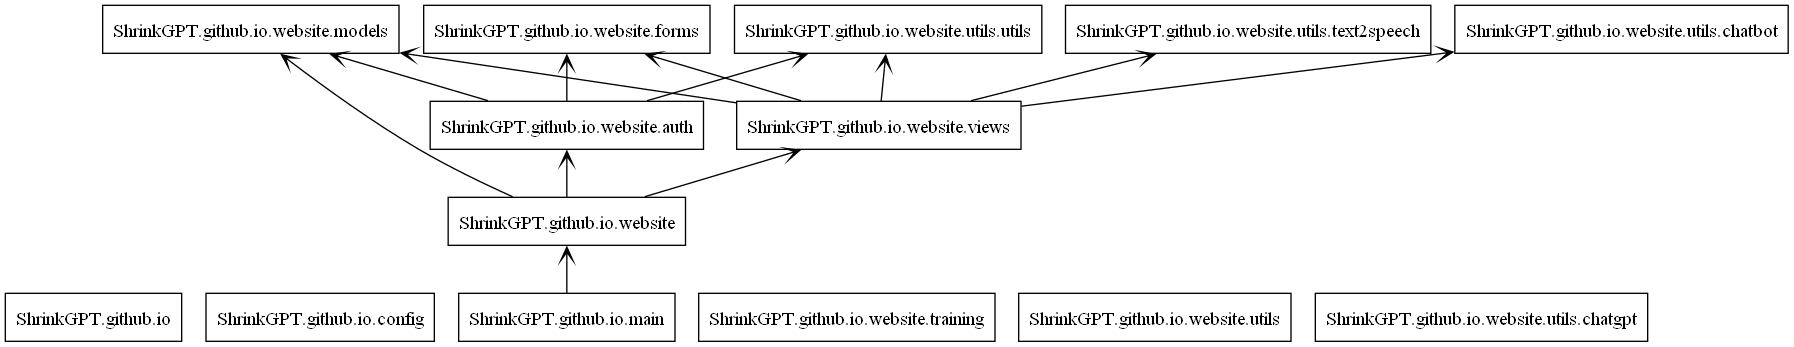 ShrinkGPT.github.io.website.models
ShrinkGPT.github.io.website.forms
ShrinkGPT.github.io.website.utils.utils
ShrinkGPT.github.io.website.utils.text2speech
ShrinkGPT.github.io.website.utils.chatbot
ShrinkGPT.github.io.website.auth
ShrinkGPT.github.io.website.views
ShrinkGPT.github.io.website
ShrinkGPT.github.io
ShrinkGPT.github.io.config
ShrinkGPT.github.io.main
ShrinkGPT.github.io.website.training
ShrinkGPT.github.io.website.utils
ShrinkGPT.github.io.website.utils.chatgpt